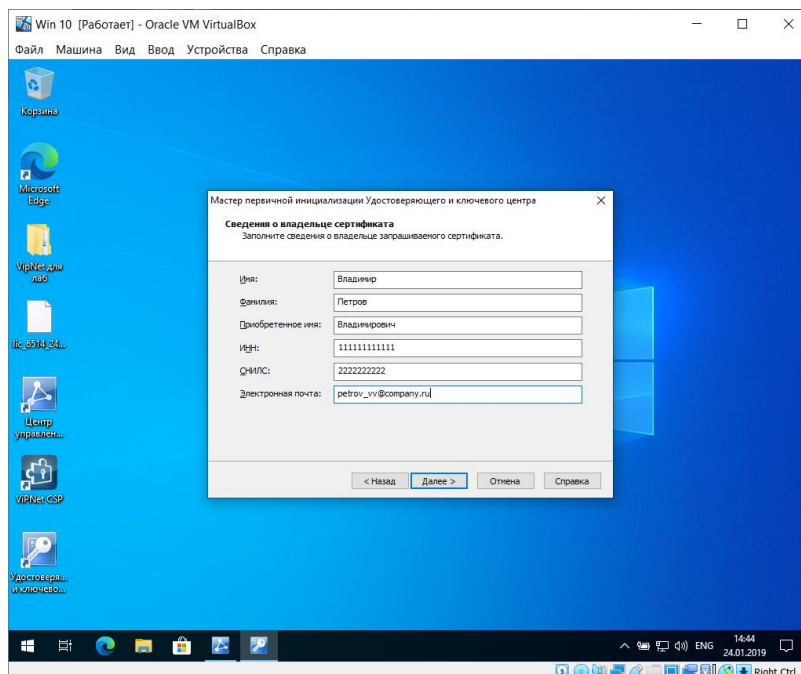 Win 10 [Работает] - Oracle VM VirtualBox
Файл Машина Вид Ввод Устройства Справка
Корзина
Microsoft
Edge
VipNet для
лаб
lic_6514_24...
Центр
управлен...
ViPNet CSP
Удостоверя...
и ключево...
Мастер первичной инициализации Удостоверяющего и ключевого центра
Сведения о владельце сертификата
Заполните сведения о владельце запрашиваемого сертификата.
Имя: Владимир
Фамилия: Петров
Приобретенное имя: Владимирович
ИНН: 111111111111
СНИЛС: 2222222222
Электронная почта: petrov_vv@company.ru
< Назад Далее > Отмена Справка
ENG 14:44
24.01.2019
Right Ctrl